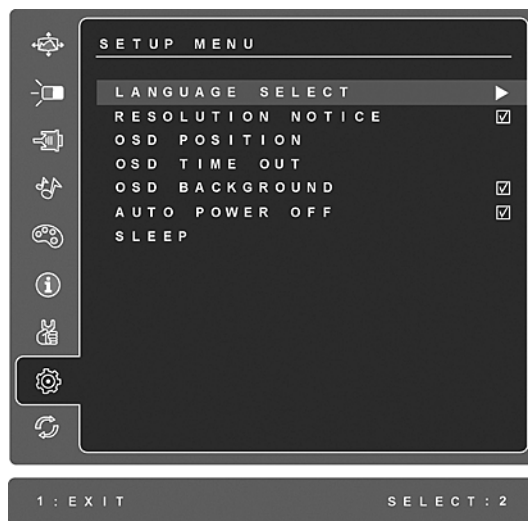 SETUP MENU
LANGUAGE SELECT
RESOLUTION NOTICE
OSD POSITION
OSD TIME OUT
OSD BACKGROUND
AUTO POWER OFF
SLEEP
1:EXIT SELECT:2